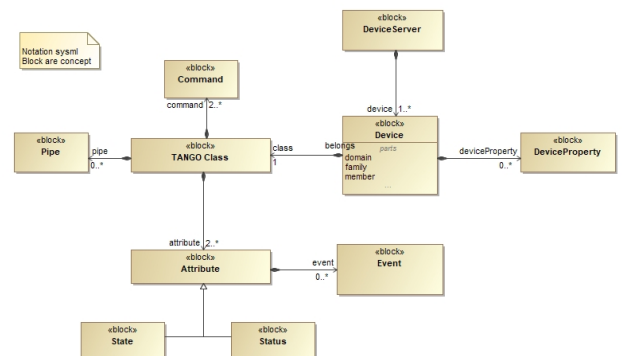 «block»
DeviceServer
Notation sysml
Block are concept
«block»
Command
command 2..*
device 1..*
«block»
Pipe
pipe
0..*
«block»
TANGO Class
class
1
belongs
«block»
Device
parts
domain
family
member
...
deviceProperty
0..*
«block»
DeviceProperty
attribute 2..*
«block»
Attribute
event
0..*
«block»
Event
«block»
State
«block»
Status